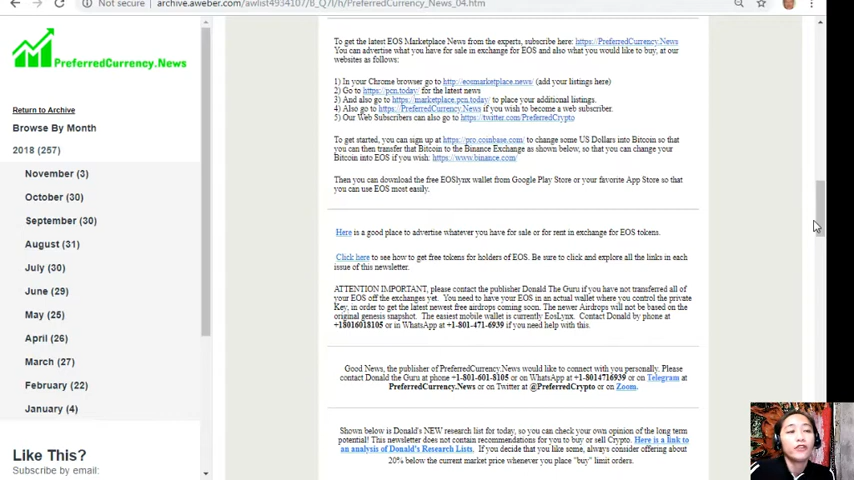 Not secure | archive.aweber.com/awlist4934107/B_Q7I/h/PreferredCurrency_News_04.htm
PreferredCurrency.News
Return to Archive
Browse By Month
2018 (257)
November (3)
October (30)
September (30)
August (31)
July (30)
June (29)
May (25)
April (26)
March (27)
February (22)
January (4)
Like This?
Subscribe by email:
To get the latest EOS Marketplace News from the experts, subscribe here: https://PreferredCurrency.News
You can advertise what you have for sale in exchange for EOS and also what you would like to buy, at our
websites as follows:
1) In your Chrome browser go to http://eosmarketplace.news/ (add your listings here)
2) Go to https://pcn.today/ for the latest news
3) And also go to https://marketplace.pcn.today/ to place your additional listings.
4) Also go to https://PreferredCurrency.News if you wish to become a web subscriber.
5) Our Web Subscribers can also go to https://twitter.com/PreferredCrypto
To get started, you can sign up at https://pro.coinbase.com/ to change some US Dollars into Bitcoin so that
you can then transfer that Bitcoin to the Binance Exchange as shown below, so that you can change your
Bitcoin into EOS if you wish: https://www.binance.com/
Then you can download the free EOSlynx wallet from Google Play Store or your favorite App Store so that
you can use EOS most easily.
Here is a good place to advertise whatever you have for sale or for rent in exchange for EOS tokens.
Click here to see how to get free tokens for holders of EOS. Be sure to click and explore all the links in each
issue of this newsletter.
ATTENTION IMPORTANT, please contact the publisher Donald The Guru if you have not transferred all of
your EOS off the exchanges yet. You need to have your EOS in an actual wallet where you control the private
Key, in order to get the latest newest free airdrops coming soon. The newer Airdrops will not be based on the
original genesis snapshot. The easiest mobile wallet is currently EosLynx. Contact Donald by phone at
+18016018105 or in WhatsApp at +1-801-471-6939 if you need help with this.
Good News, the publisher of PreferredCurrency.News would like to connect with you personally. Please
contact Donald the Guru at phone +1-801-601-8105 or on WhatsApp at +1-8014716939 or on Telegram at
PreferredCurrency.News or on Twitter at @PreferredCrypto or on Zoom.
Shown below is Donald's NEW research list for today, so you can check your own opinion of the long term
potential! This newsletter does not contain recommendations for you to buy or sell Crypto. Here is a link to
an analysis of Donald's Research Lists. If you decide that you like some, always consider offering about
20% below the current market price whenever you place "buy" limit orders.